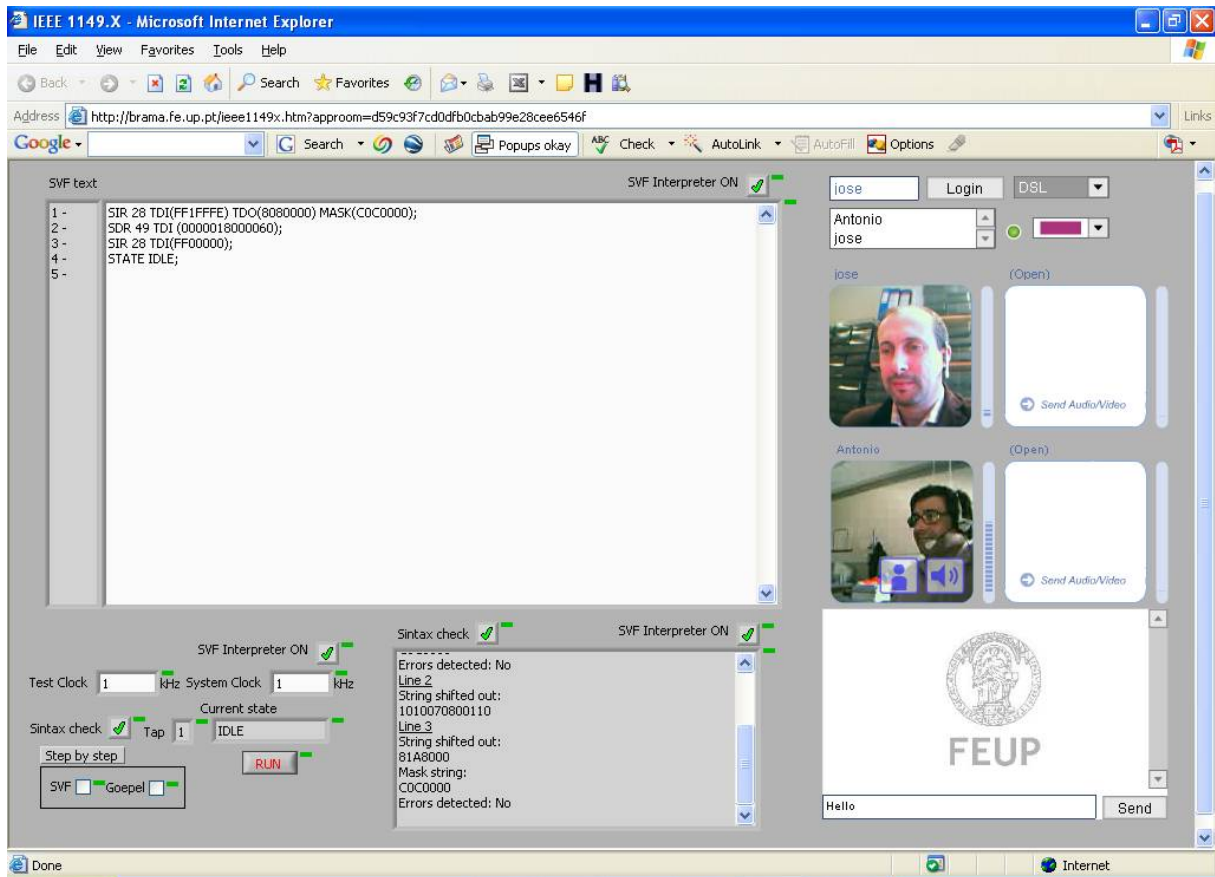 IEEE 1149.X - Microsoft Internet Explorer
File Edit View Favorites Tools Help
Back Search Favorites
Address http://brama.fe.up.pt/ieee1149x.htm?approom=d59c93f7cd0dfb0cbab99e28cee6546f Links
Google Search Popups okay ABC Check AutoLink AutoFill Options
SVF text SVF Interpreter ON
1 - SIR 28 TDI(FF1FFFE) TDO(8080000) MASK(C0C0000);
2 - SDR 49 TDI (0000018000060);
3 - SIR 28 TDI(FF00000);
4 - STATE IDLE;
5 -
jose Login DSL
Antonio
jose
jose (Open)
Send Audio/Video
Antonio (Open)
Send Audio/Video
SVF Interpreter ON
Test Clock 1 kHz System Clock 1 kHz
Current state
Sintax check Tap 1 IDLE
Step by step
RUN
SVF Goepel
Sintax check SVF Interpreter ON
Errors detected: No
Line 2
String shifted out:
1010070800110
Line 3
String shifted out:
81A8000
Mask string:
C0C0000
Errors detected: No
FEUP
Hello Send
Done Internet